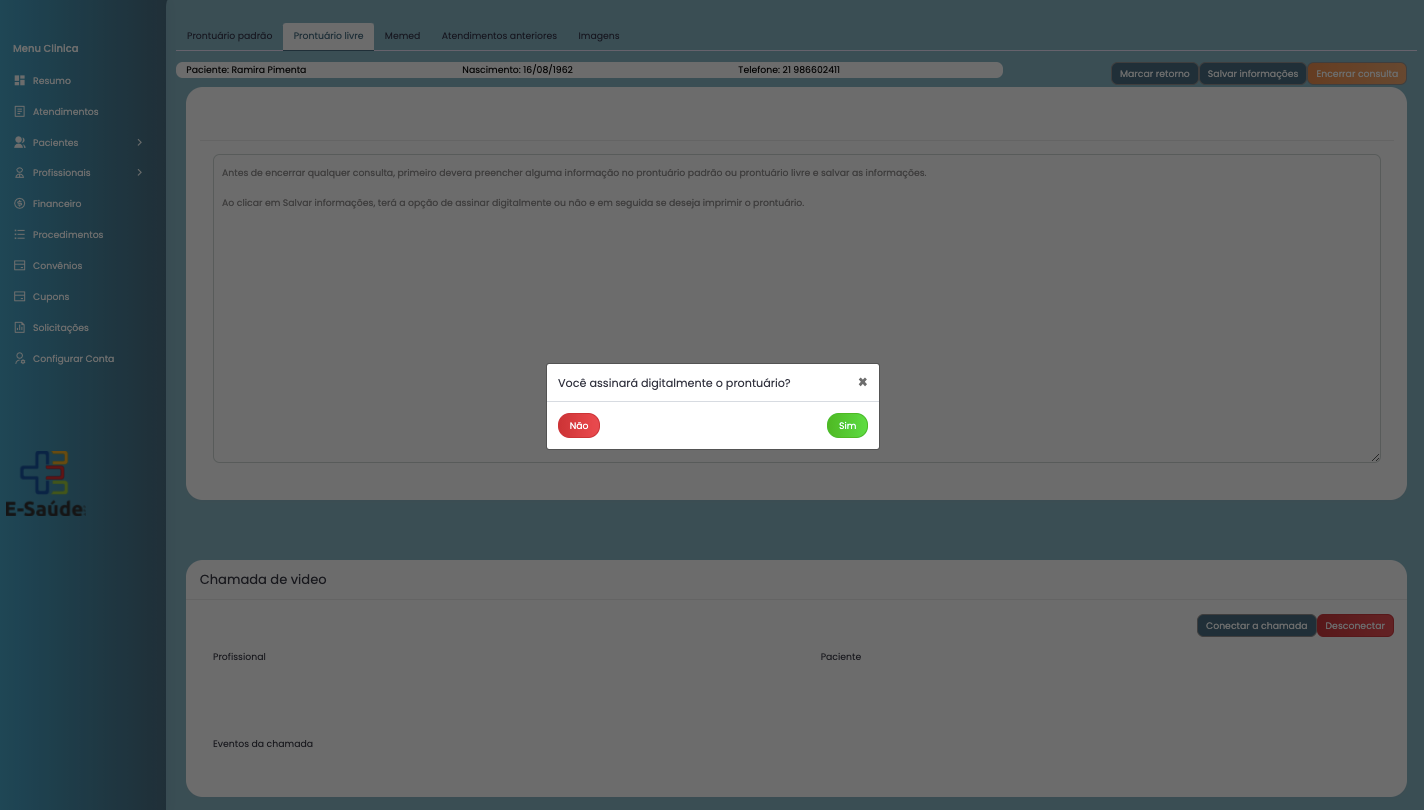 Menu Clínica
Resumo
Atendimentos
Pacientes
Profissionais
Financeiro
Procedimentos
Convênios
Cupons
Solicitações
Configurar Conta
E-Saúde
Prontuário padrão Prontuário livre Memed Atendimentos anteriores Imagens
Paciente: Ramira Pimenta Nascimento: 16/08/1962 Telefone: 21 986602411
Marcar retorno Salvar informações Encerrar consulta
Antes de encerrar qualquer consulta, primeiro devera preencher alguma informação no prontuário padrão ou prontuário livre e salvar as informações.
Ao clicar em Salvar informações, terá a opção de assinar digitalmente ou não e em seguida se deseja imprimir o prontuário.
Você assinará digitalmente o prontuário? ✖
Não Sim
Chamada de video
Conectar a chamada Desconectar
Profissional Paciente
Eventos da chamada